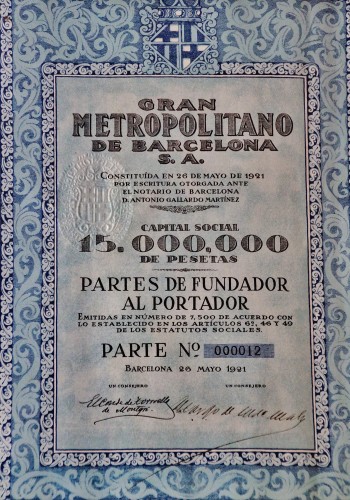 GRAN
METROPOLITANO
DE BARCELONA
S. A.
CONSTITUÍDA EN 26 DE MAYO DE 1921
POR ESCRITURA OTORGADA ANTE
EL NOTARIO DE BARCELONA
D. ANTONIO GALLARDO MARTÍNEZ
CAPITAL SOCIAL
15.000,000
DE PESETAS
PARTES DE FUNDADOR
AL PORTADOR
EMITIDAS EN NÚMERO DE 7,500 DE ACUERDO CON
LO ESTABLECIDO EN LOS ARTÍCULOS 6º, 46 Y 49
DE LOS ESTATUTOS SOCIALES.
PARTE Nº 000012
BARCELONA 26 MAYO 1921
UN CONSEJERO, UN CONSEJERO,